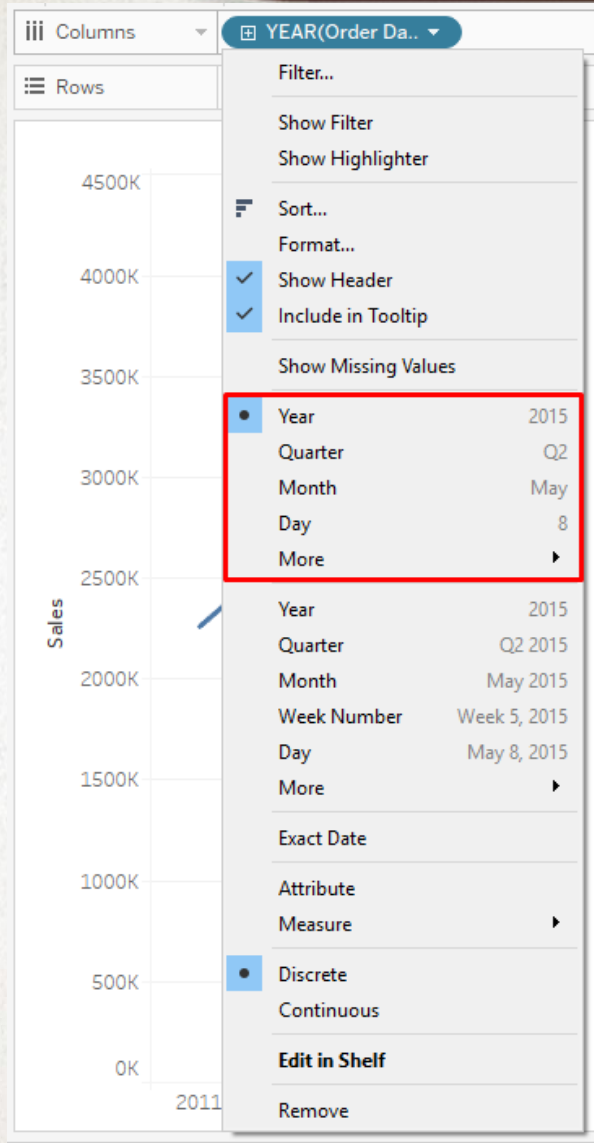 Columns
YEAR(Order Da..
Rows
Filter...
Show Filter
Show Highlighter
Sort...
Format...
Show Header
Include in Tooltip
Show Missing Values
Year 2015
Quarter Q2
Month May
Day 8
More
Year 2015
Quarter Q2 2015
Month May 2015
Week Number Week 5, 2015
Day May 8, 2015
More
Exact Date
Attribute
Measure
Discrete
Continuous
Edit in Shelf
Remove
Sales
4500K
4000K
3500K
3000K
2500K
2000K
1500K
1000K
500K
0K
2011